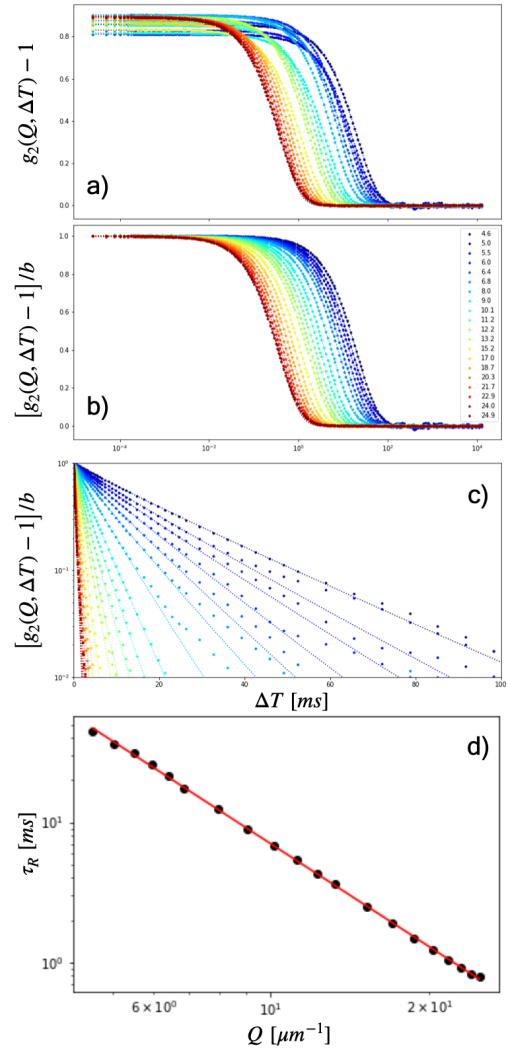 g₂(Q, ΔT) − 1
0.8
0.6
0.4
0.2
0.0
a)
[g₂(Q, ΔT) − 1]/b
1.0
0.8
0.6
0.4
0.2
0.0
b)
4.6
5.0
5.5
6.0
6.4
6.8
8.0
9.0
10.1
11.2
12.2
13.2
15.2
17.0
18.7
20.3
21.7
22.9
24.0
24.9
10⁻⁴ 10⁻² 10⁰ 10² 10⁴
[g₂(Q, ΔT) − 1]/b
10⁰
10⁻¹
10⁻²
c)
0 20 40 60 80 100
ΔT [ms]
τ_R [ms]
10¹
10⁰
d)
6 × 10⁰ 10¹ 2 × 10¹
Q [μm⁻¹]